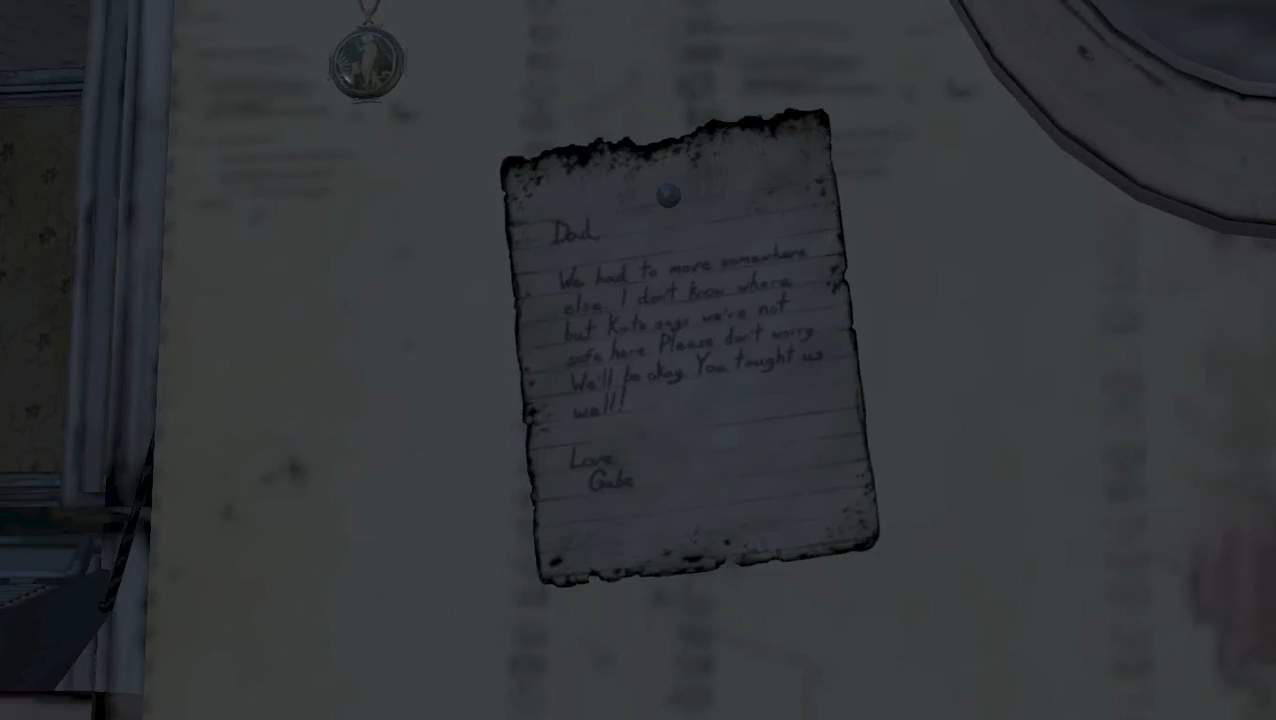 Dad,
We had to move somewhere
else. I don't know where
but Kate says we're not
safe here. Please don't worry
We'll be okay. You taught us
well!
Love
Gabe